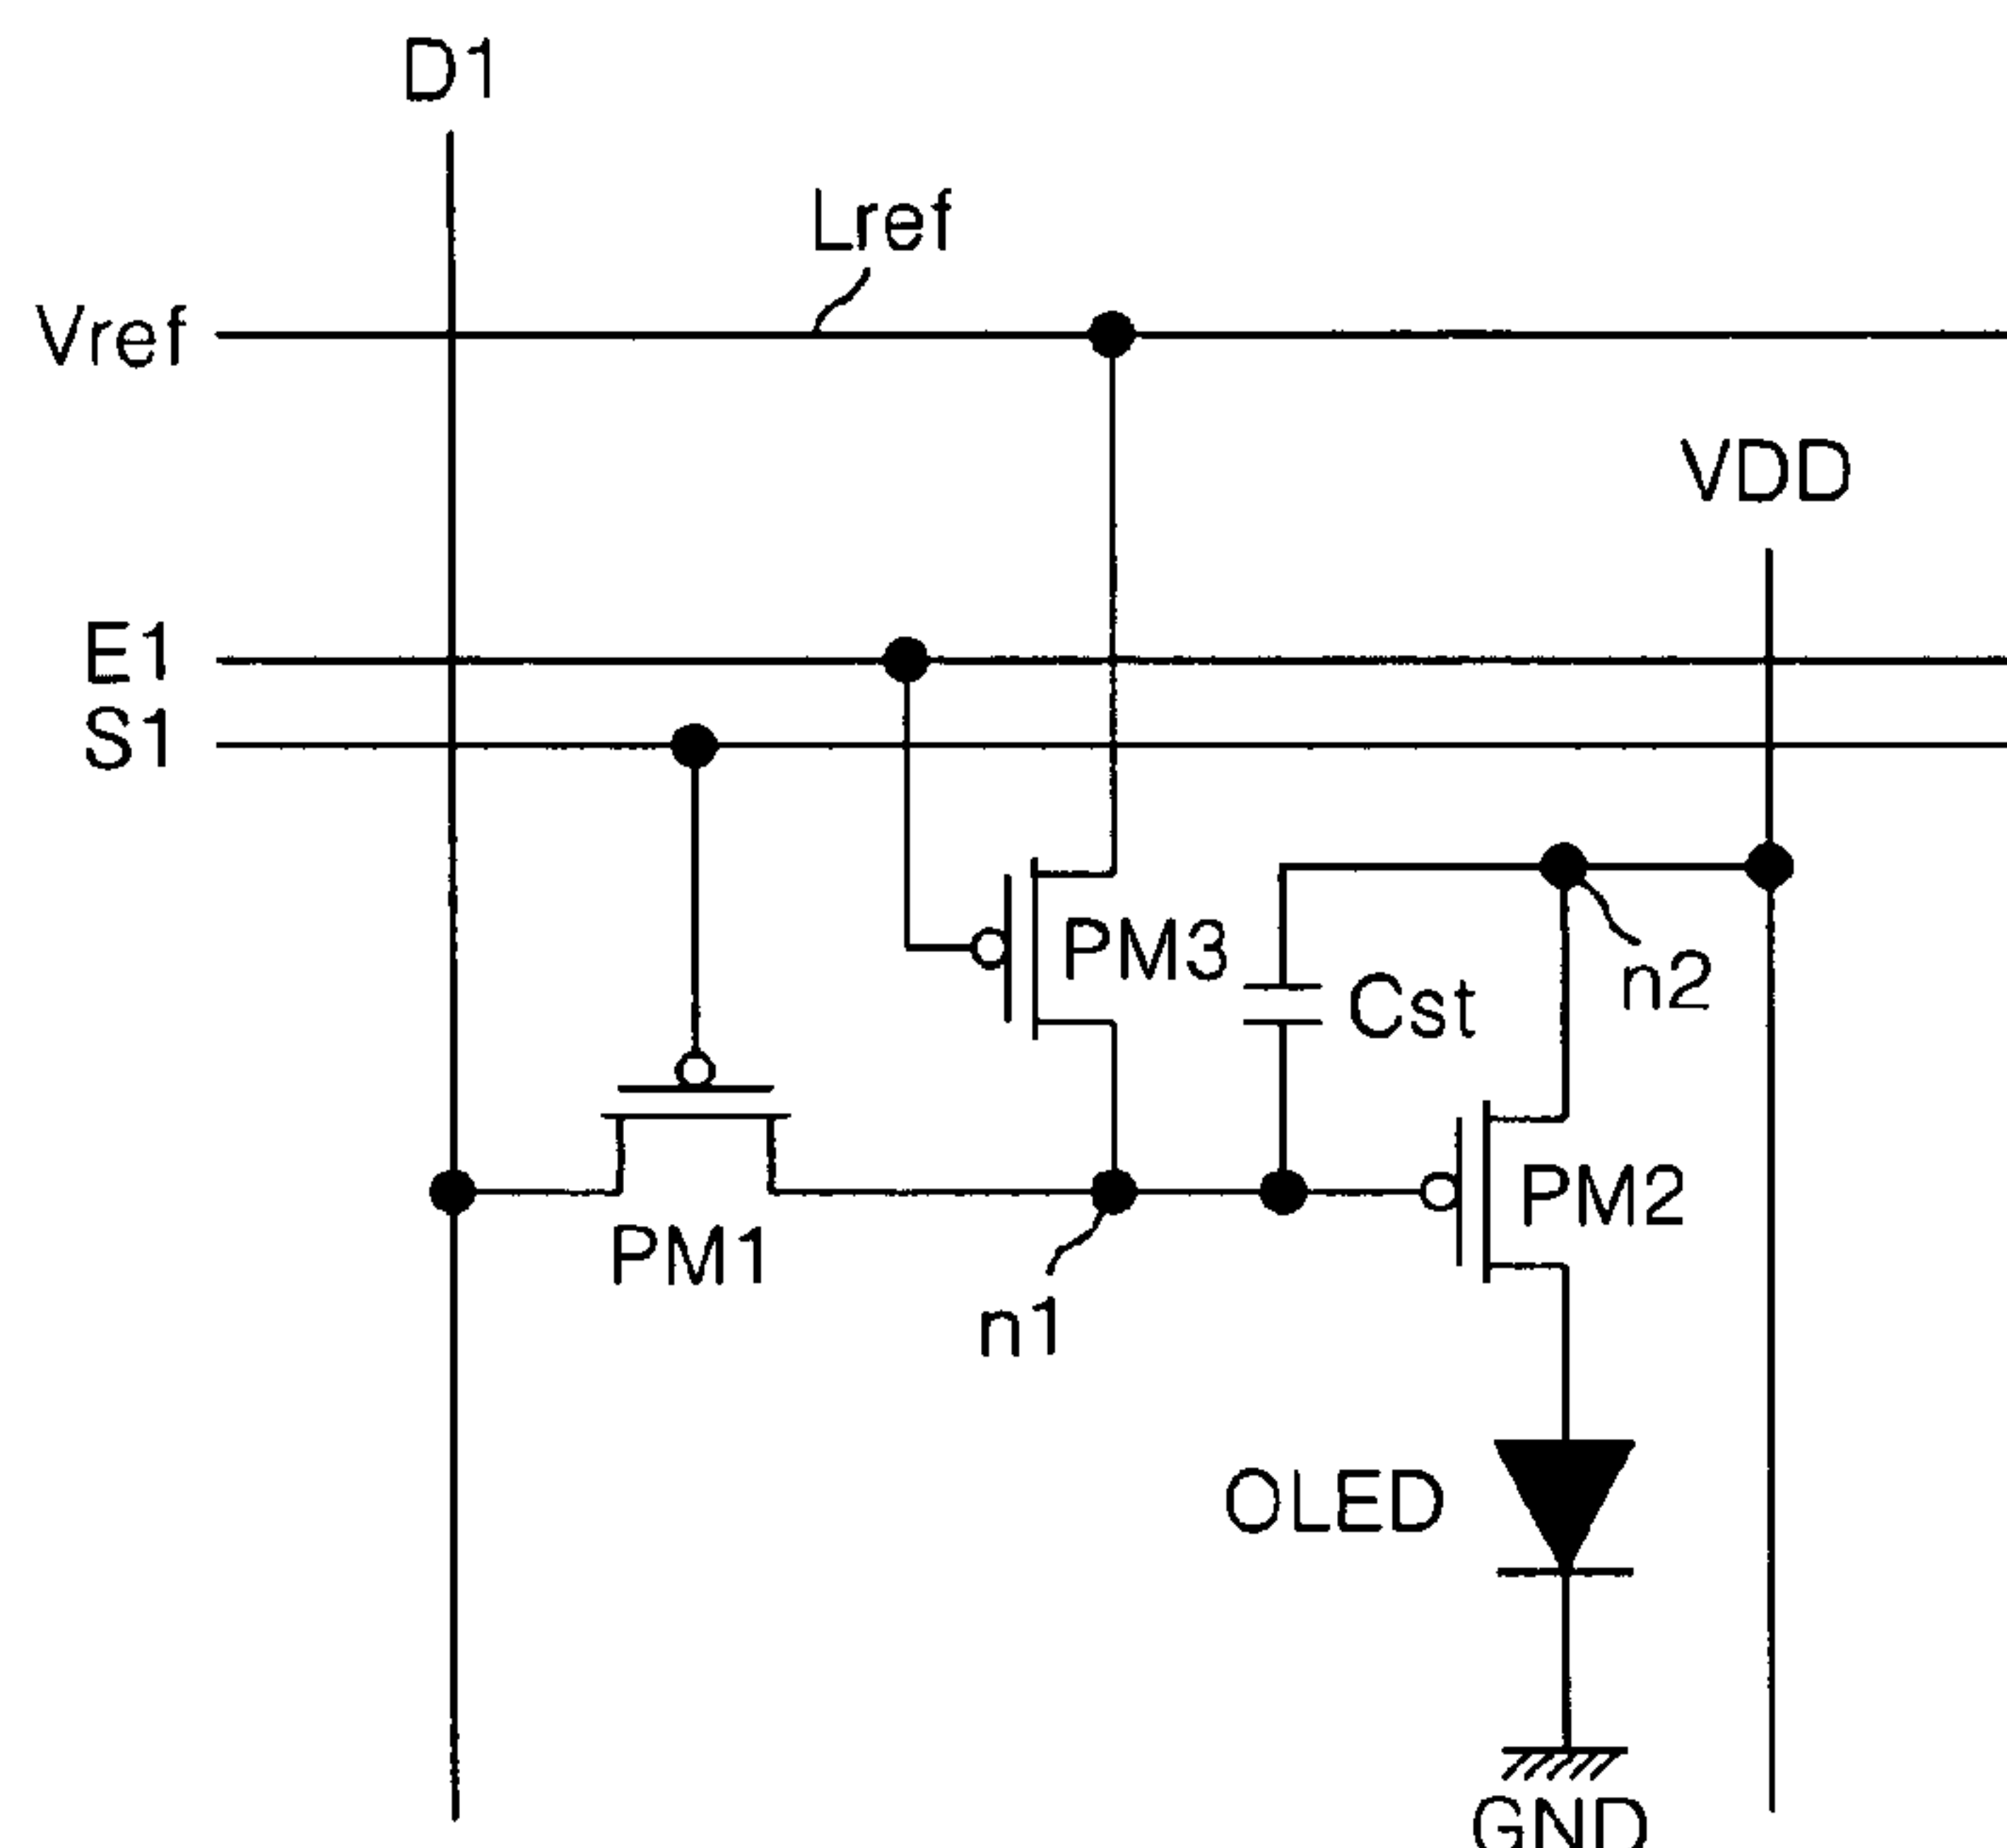 D1
Lref
Vref
VDD
E1
S1
PM3
Cst
n2
PM2
PM1
n1
OLED
GND